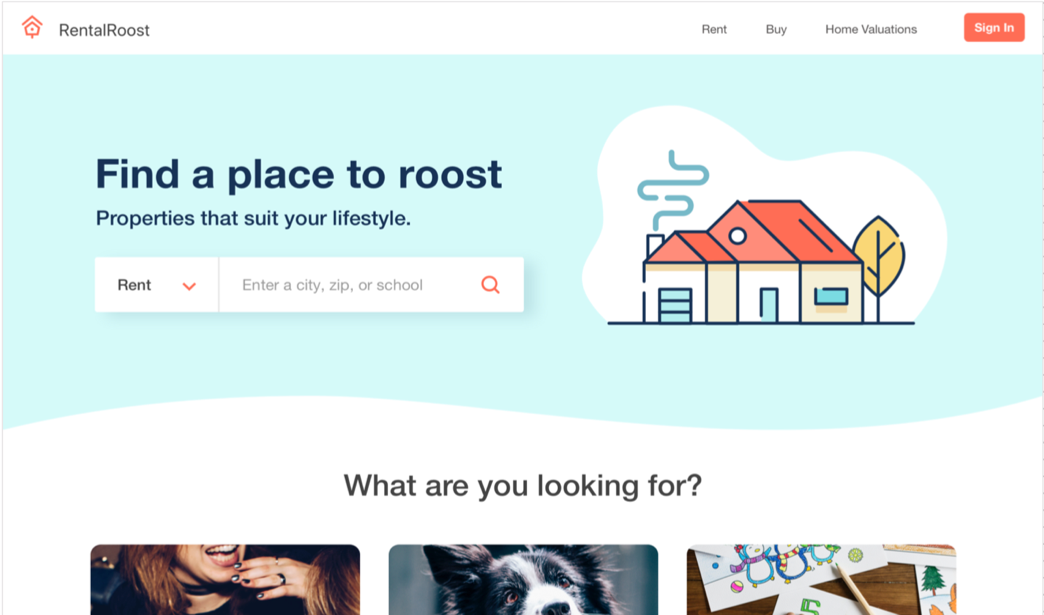 RentalRoost
Rent
Buy
Home Valuations
Sign In
Find a place to roost
Properties that suit your lifestyle.
Rent
Enter a city, zip, or school
What are you looking for?